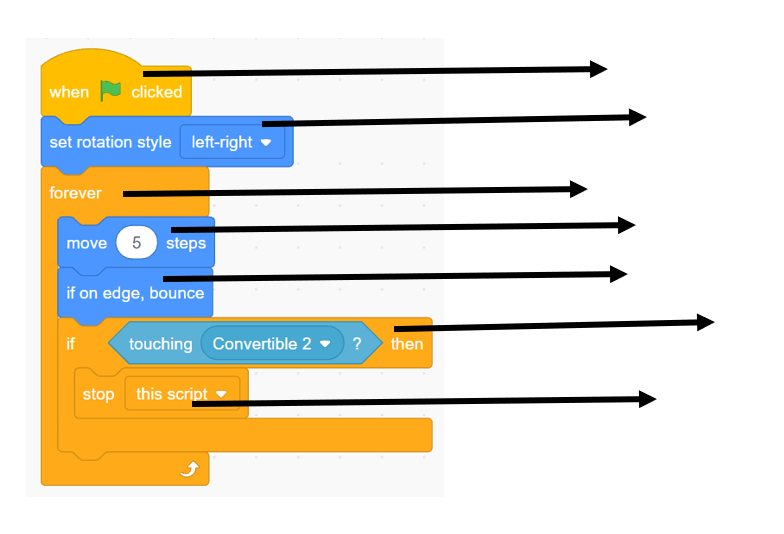 when clicked
set rotation style left-right
forever
move 5 steps
if on edge, bounce
if touching Convertible 2 ? then
stop this script